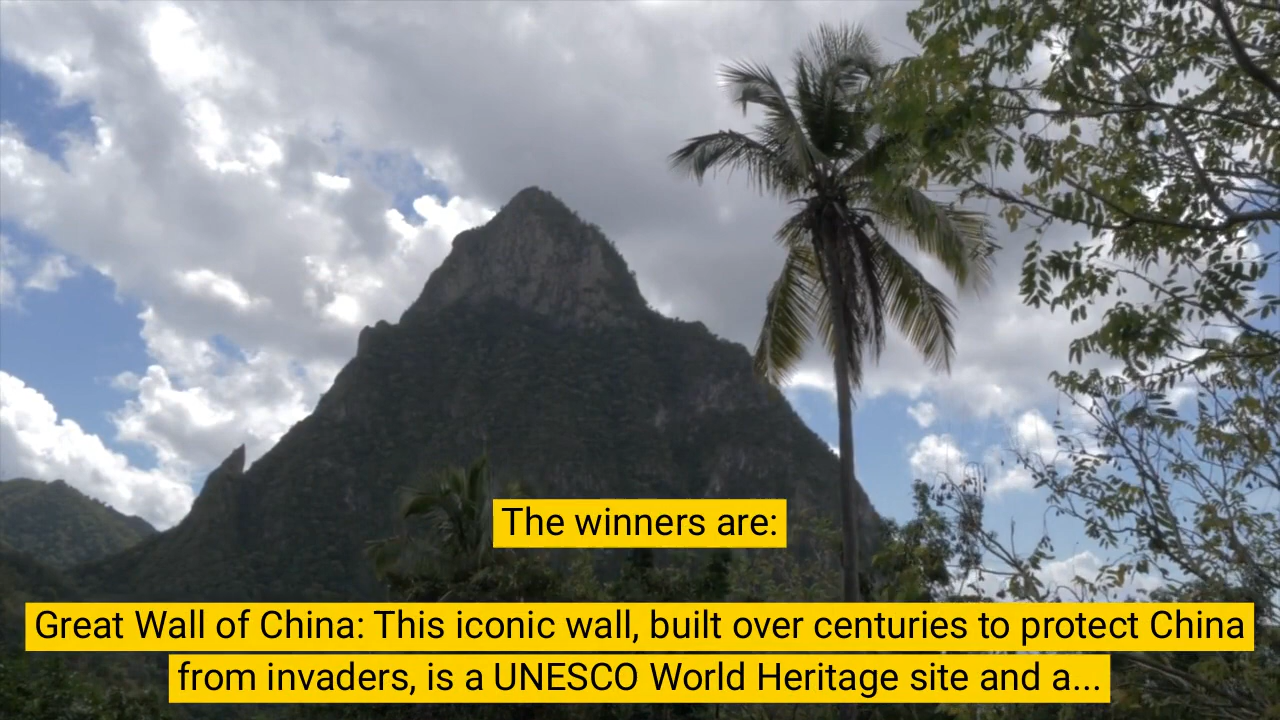 The winners are:
Great Wall of China: This iconic wall, built over centuries to protect China
from invaders, is a UNESCO World Heritage site and a...